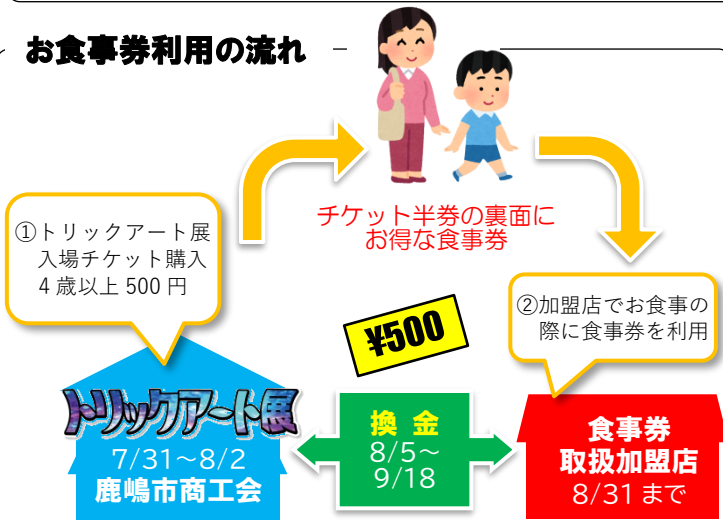 お食事券利用の流れ
チケット半券の裏面に
お得な食事券
①トリックアート展
入場チケット購入
4歳以上500円
②加盟店でお食事の
際に食事券を利用
¥500
トリックアート展
7/31～8/2
鹿嶋市商工会
換金
8/5～
9/18
食事券
取扱加盟店
8/31まで